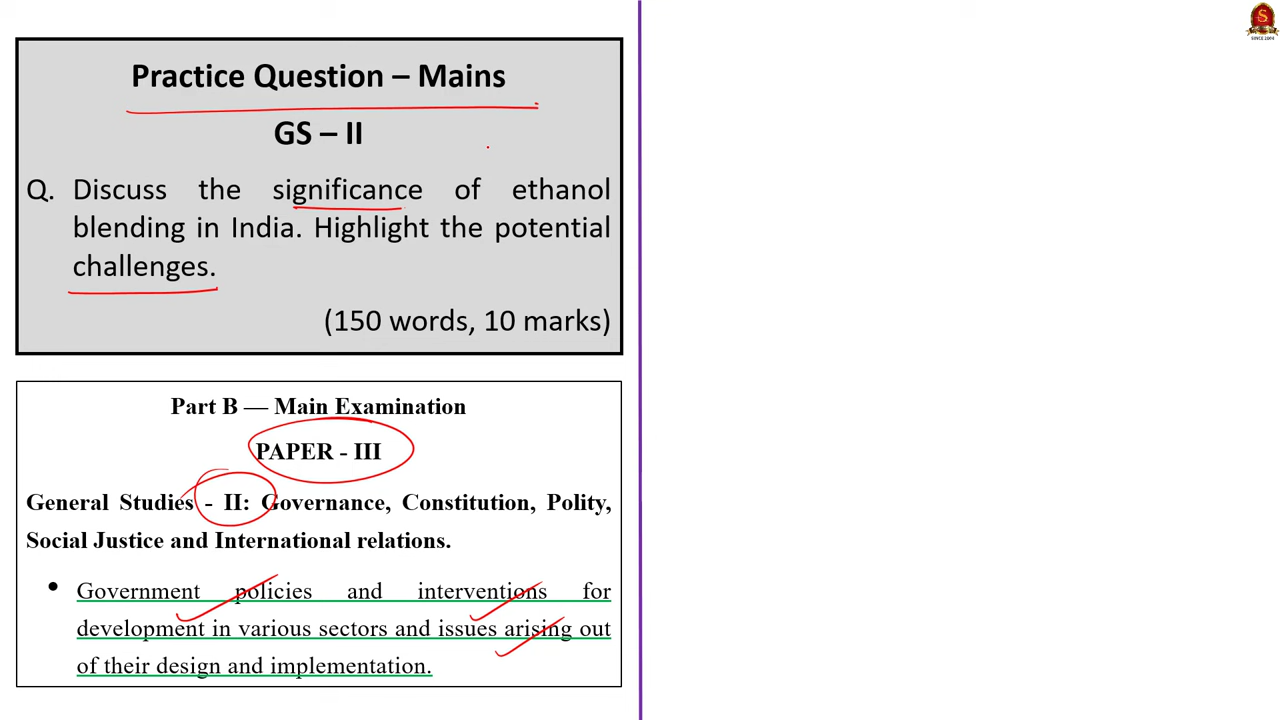 Practice Question – Mains
GS – II
Q. Discuss the significance of ethanol
blending in India. Highlight the potential
challenges.
(150 words, 10 marks)
Part B — Main Examination
PAPER - III
General Studies - II: Governance, Constitution, Polity,
Social Justice and International relations.
• Government policies and interventions for
development in various sectors and issues arising out
of their design and implementation.
S
SINCE 2004